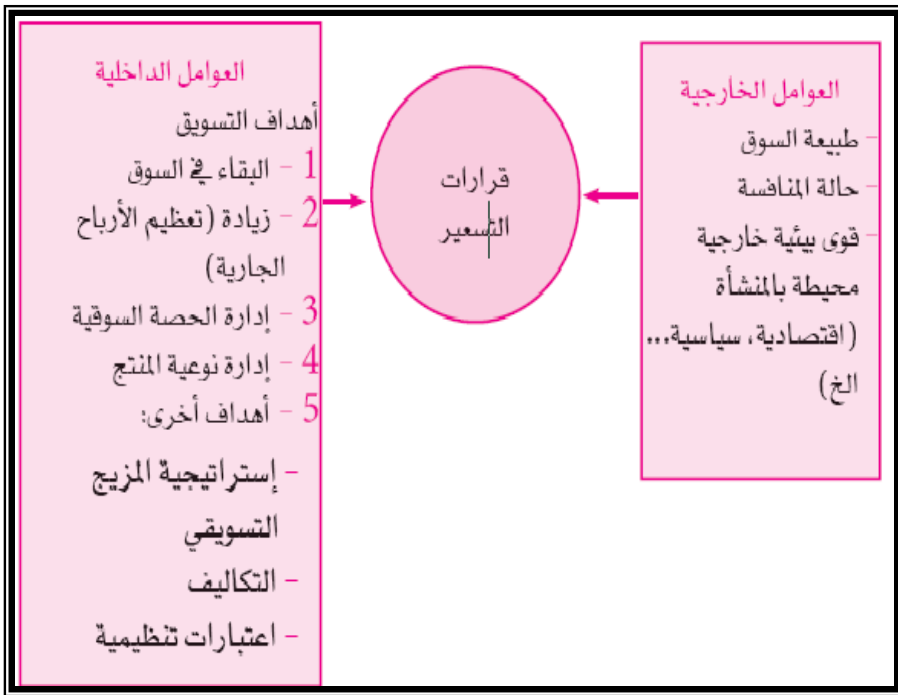 العوامل الخارجية
- طبيعة السوق
- حالة المنافسة
- قوى بيئية خارجية
محيطة بالمنشأة
(اقتصادية، سياسية...
الخ)
قرارات
التسعير
العوامل الداخلية
أهداف التسويق
1 - البقاء في السوق
2 - زيادة (تعظيم الأرباح
الجارية)
3 - إدارة الحصة السوقية
4 - إدارة نوعية المنتج
5 - أهداف أخرى:
- إستراتيجية المزيج
التسويقي
- التكاليف
- اعتبارات تنظيمية